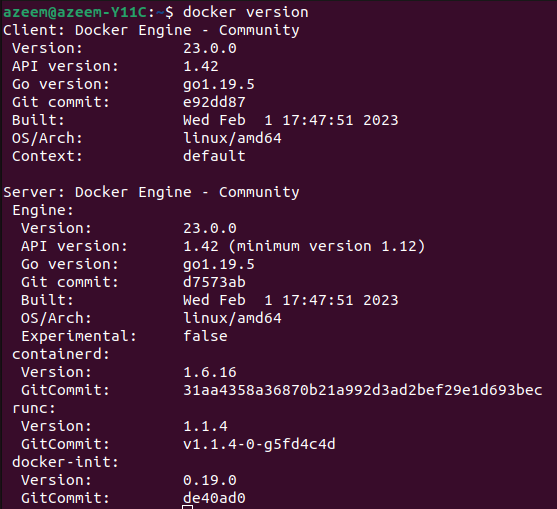 azeem@azeem-Y11C:~$ docker version
Client: Docker Engine - Community
 Version:           23.0.0
 API version:       1.42
 Go version:        go1.19.5
 Git commit:        e92dd87
 Built:             Wed Feb  1 17:47:51 2023
 OS/Arch:           linux/amd64
 Context:           default

Server: Docker Engine - Community
 Engine:
  Version:          23.0.0
  API version:      1.42 (minimum version 1.12)
  Go version:       go1.19.5
  Git commit:       d7573ab
  Built:            Wed Feb  1 17:47:51 2023
  OS/Arch:          linux/amd64
  Experimental:     false
 containerd:
  Version:          1.6.16
  GitCommit:        31aa4358a36870b21a992d3ad2bef29e1d693bec
 runc:
  Version:          1.1.4
  GitCommit:        v1.1.4-0-g5fd4c4d
 docker-init:
  Version:          0.19.0
  GitCommit:        de40ad0